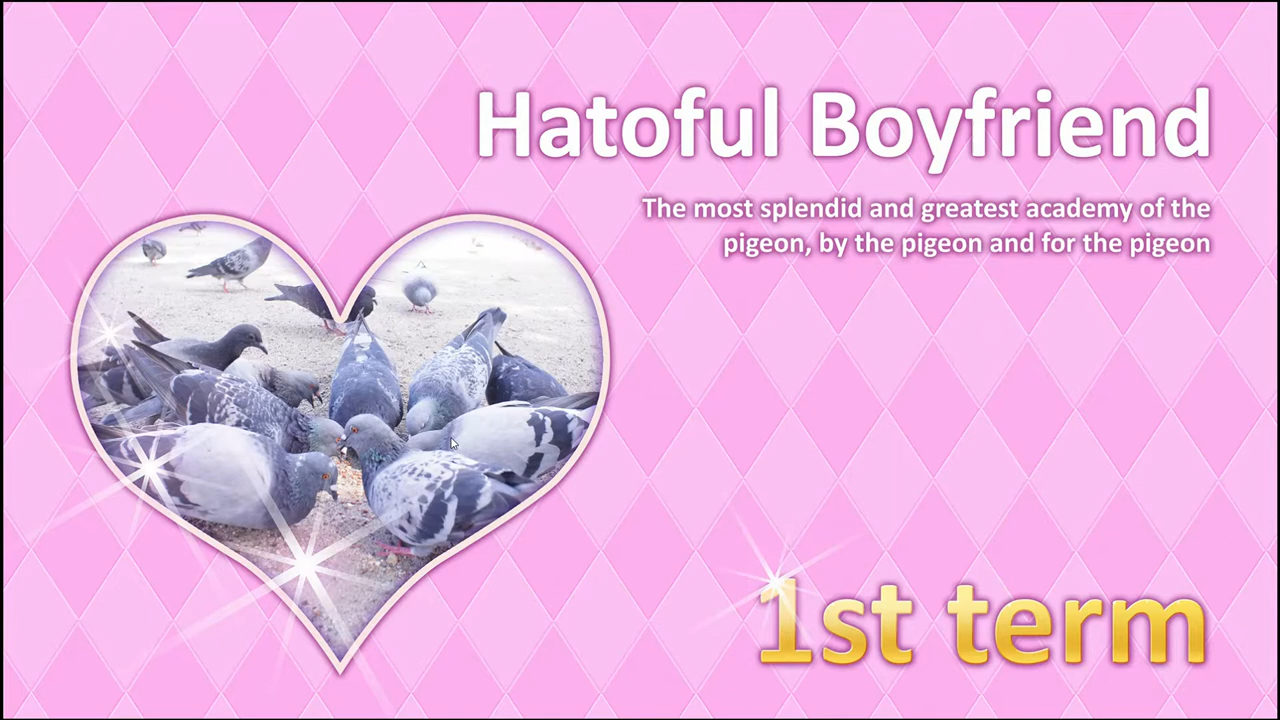 Hatoful Boyfriend
The most splendid and greatest academy of the
pigeon, by the pigeon and for the pigeon
1st term